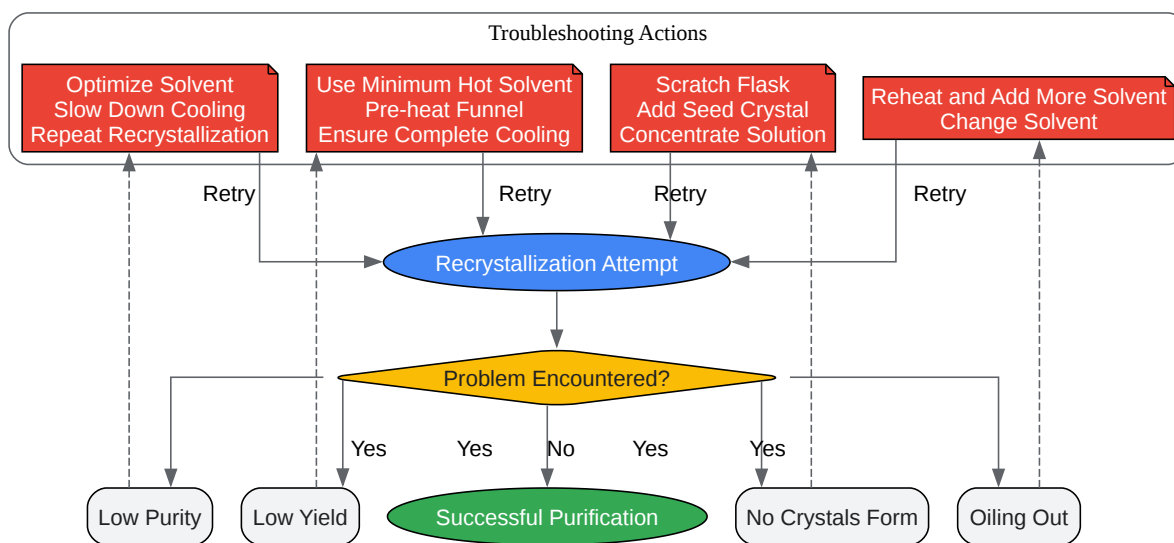 Troubleshooting Actions
Optimize Solvent
Slow Down Cooling
Repeat Recrystallization
Use Minimum Hot Solvent
Pre-heat Funnel
Ensure Complete Cooling
Scratch Flask
Add Seed Crystal
Concentrate Solution
Reheat and Add More Solvent
Change Solvent
Retry
Retry
Retry
Retry
Recrystallization Attempt
Problem Encountered?
Yes
Yes
No
Yes
Yes
Low Purity
Low Yield
Successful Purification
No Crystals Form
Oiling Out